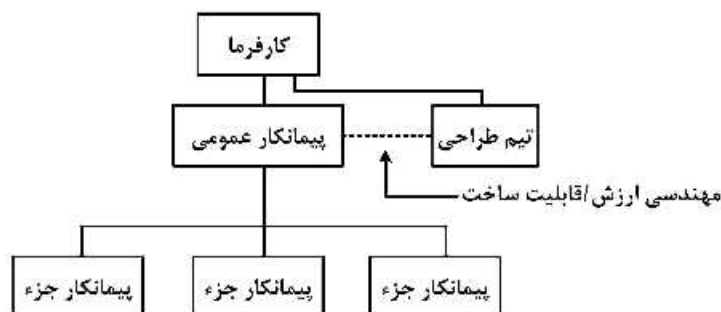 کارفرما
تیم طراحی
پیمانکار عمومی
مهندسی ارزش/قابلیت ساخت
پیمانکار جزء
پیمانکار جزء
پیمانکار جزء